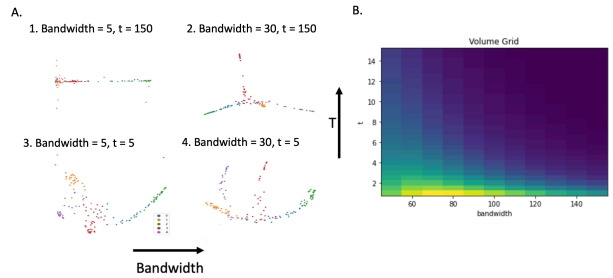 A.
1. Bandwidth = 5, t = 150
2. Bandwidth = 30, t = 150
3. Bandwidth = 5, t = 5
4. Bandwidth = 30, t = 5
Bandwidth
T
B.
Volume Grid
14
12
10
8
6
4
2
t
60 80 100 120 140
bandwidth